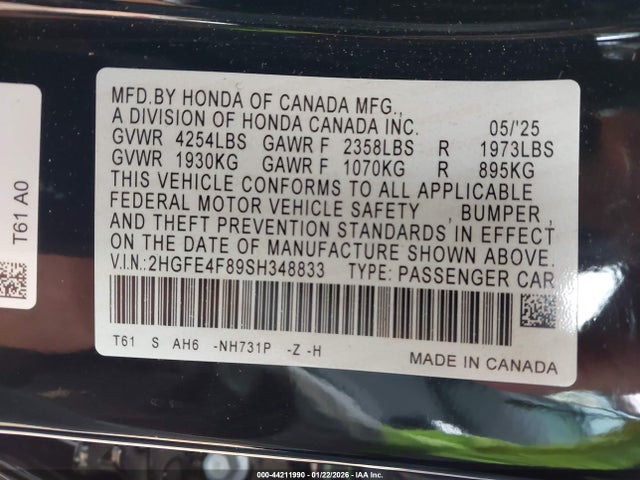 MFD.BY HONDA OF CANADA MFG.,
A DIVISION OF HONDA CANADA INC. 05/'25
GVWR 4254LBS GAWR F 2358LBS R 1973LBS
GVWR 1930KG GAWR F 1070KG R 895KG
THIS VEHICLE CONFORMS TO ALL APPLICABLE
FEDERAL MOTOR VEHICLE SAFETY , BUMPER ,
AND THEFT PREVENTION STANDARDS IN EFFECT
ON THE DATE OF MANUFACTURE SHOWN ABOVE.
V.I.N.:2HGFE4F89SH348833 TYPE: PASSENGER CAR
T61 S AH6 -NH731P -Z -H
MADE IN CANADA
T61 A0
000-44211990 - 01/22/2026 - IAA Inc.